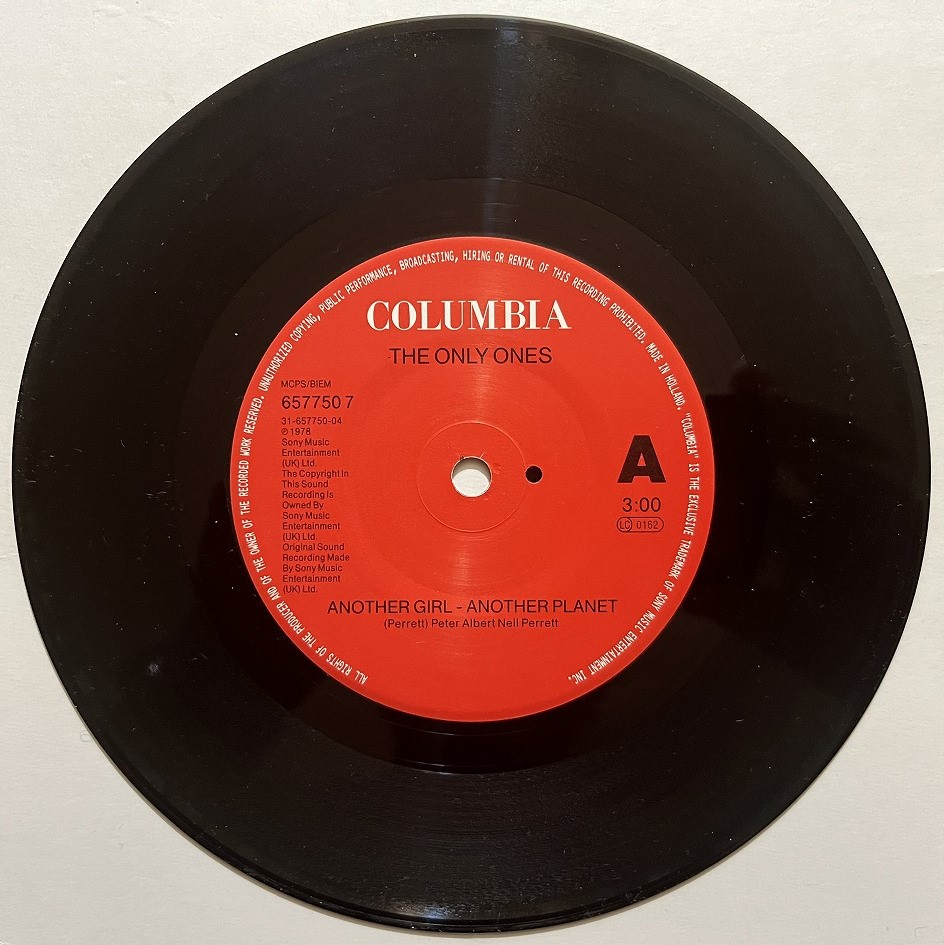 ALL RIGHTS OF THE PRODUCER AND OF THE OWNER OF THE RECORDED WORK RESERVED. UNAUTHORIZED COPYING, PUBLIC PERFORMANCE, BROADCASTING, HIRING OR RENTAL OF THIS RECORDING PROHIBITED. MADE IN HOLLAND. "COLUMBIA" IS THE EXCLUSIVE TRADEMARK OF SONY MUSIC ENTERTAINMENT INC.
COLUMBIA
THE ONLY ONES
MCPS/BIEM
657750 7
31-657750-04
℗ 1978
Sony Music
Entertainment
(UK) Ltd.
The Copyright In
This Sound
Recording Is
Owned By
Sony Music
Entertainment
(UK) Ltd.
Original Sound
Recording Made
By Sony Music
Entertainment
(UK) Ltd.
A
3:00
LC 0162
ANOTHER GIRL - ANOTHER PLANET
(Perrett) Peter Albert Nell Perrett